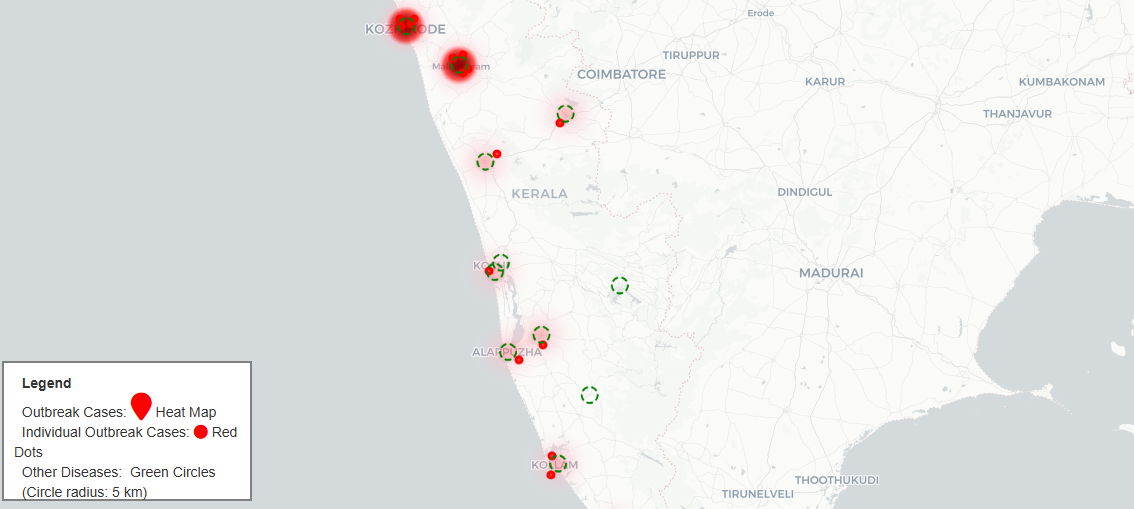 Erode
KOZHIKODE
TIRUPPUR
COIMBATORE
KARUR
KUMBAKONAM
THANJAVUR
DINDIGUL
KERALA
MADURAI
ALAPPUZHA
KOLLAM
THOOTHUKUDI
TIRUNELVELI
Legend
Outbreak Cases: Heat Map
Individual Outbreak Cases: Red
Dots
Other Diseases: Green Circles
(Circle radius: 5 km)